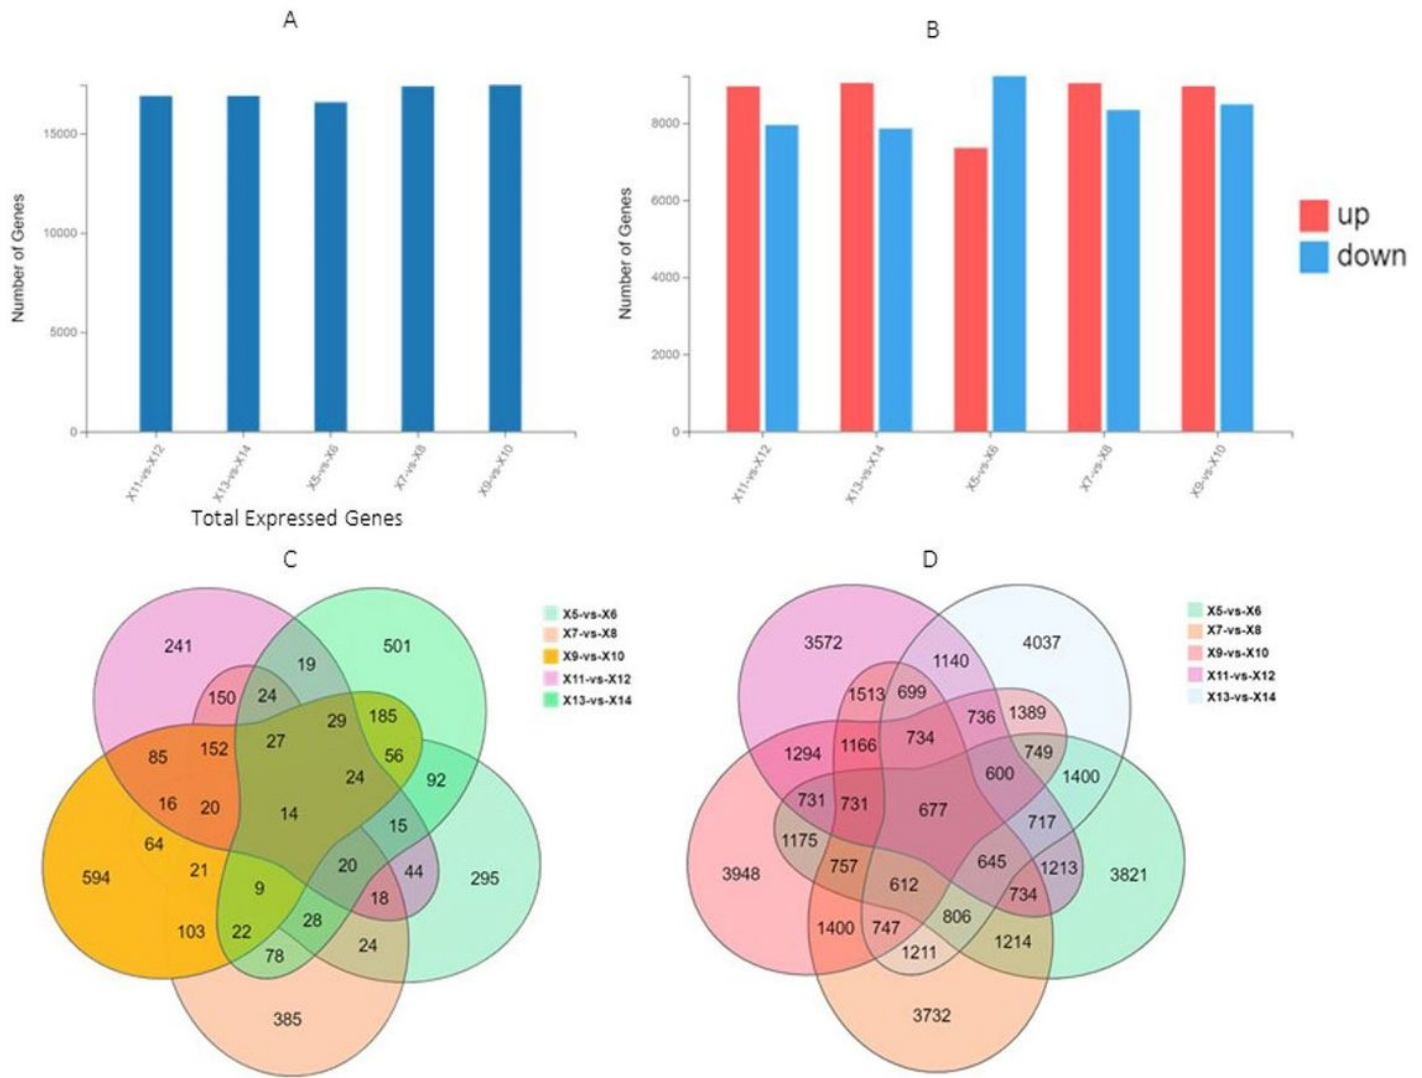 A
Number of Genes
15000
10000
5000
0
X11-vs-X12
X13-vs-X14
X5-vs-X6
X7-vs-X8
X9-vs-X10
Total Expressed Genes
B
Number of Genes
8000
6000
4000
2000
0
X11-vs-X12
X13-vs-X14
X5-vs-X6
X7-vs-X8
X9-vs-X10
up
down
C
X5-vs-X6
X7-vs-X8
X9-vs-X10
X11-vs-X12
X13-vs-X14
241
501
19
150
24
29
185
27
152
85
56
24
92
16
20
14
15
64
21
20
44
594
9
18
295
103
22
28
24
78
385
D
X5-vs-X6
X7-vs-X8
X9-vs-X10
X11-vs-X12
X13-vs-X14
3572
4037
1140
1513
699
736
1389
734
1166
1294
749
600
1400
731
731
677
717
1175
757
645
1213
3948
612
734
3821
1400
747
806
1214
1211
3732